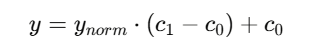 y = y_{norm} · (c_1 − c_0) + c_0